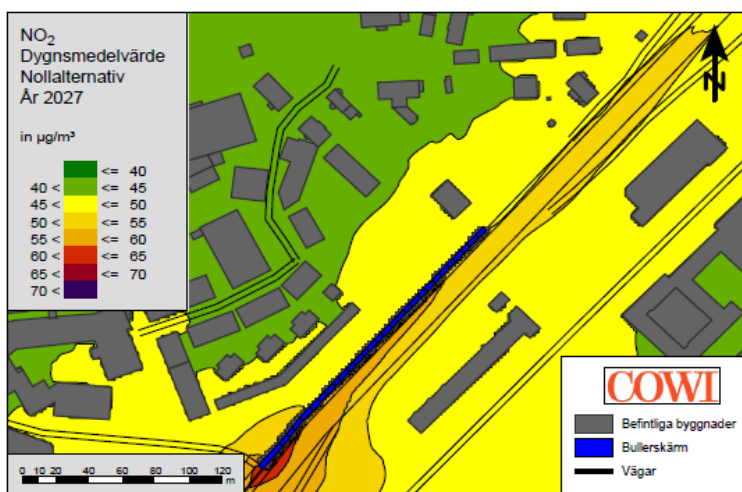 NO2
Dygnsmedelvärde
Nollalternativ
År 2027
in µg/m³
<= 40
40 < <= 45
45 < <= 50
50 < <= 55
55 < <= 60
60 < <= 65
65 < <= 70
70 <
N
COWI
Befintliga byggnader
Bullerskärm
Vägar
0 10 20 40 60 80 100 120
m